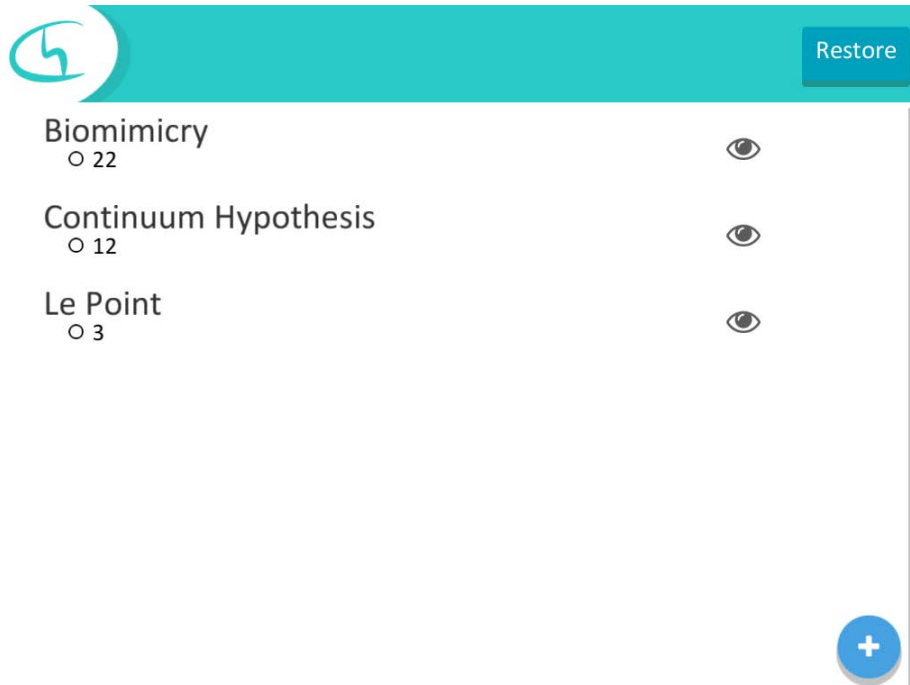 Restore
Biomimicry
22
Continuum Hypothesis
12
Le Point
3